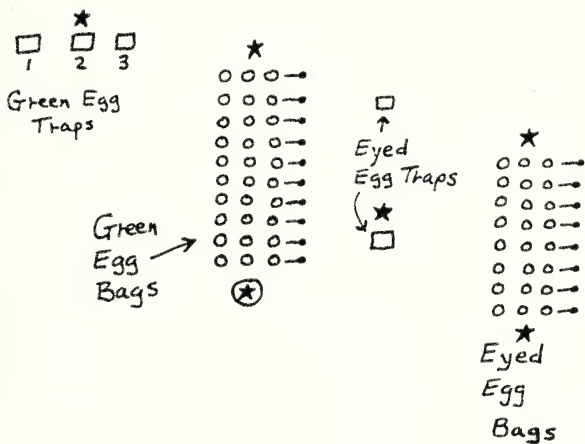 1 2 3
Green Egg
Traps
Green
Egg
Bags
Eyed
Egg Traps
Eyed
Egg
Bags